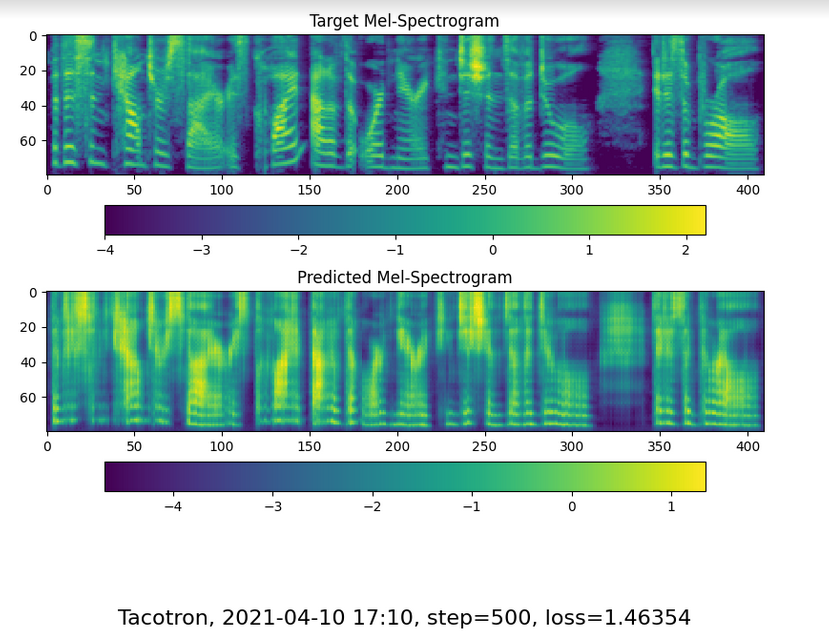 Target Mel-Spectrogram
0
20
40
60
0 50 100 150 200 250 300 350 400
−4 −3 −2 −1 0 1 2
Predicted Mel-Spectrogram
0
20
40
60
0 50 100 150 200 250 300 350 400
−4 −3 −2 −1 0 1
Tacotron, 2021-04-10 17:10, step=500, loss=1.46354